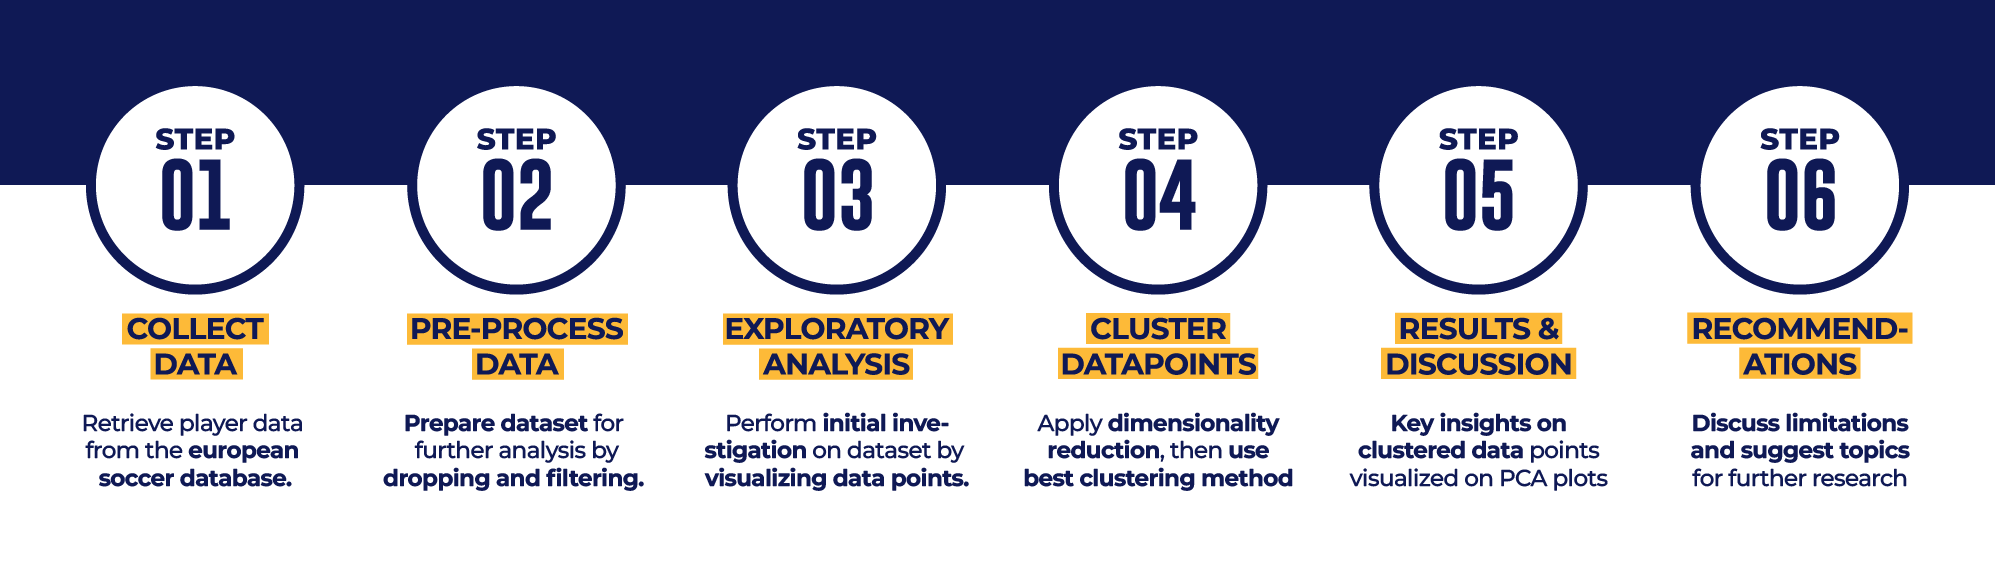 STEP
01
COLLECT
DATA
Retrieve player data
from the european
soccer database.
STEP
02
PRE-PROCESS
DATA
Prepare dataset for
further analysis by
dropping and filtering.
STEP
03
EXPLORATORY
ANALYSIS
Perform initial inve-
stigation on dataset by
visualizing data points.
STEP
04
CLUSTER
DATAPOINTS
Apply dimensionality
reduction, then use
best clustering method
STEP
05
RESULTS &
DISCUSSION
Key insights on
clustered data points
visualized on PCA plots
STEP
06
RECOMMEND-
ATIONS
Discuss limitations
and suggest topics
for further research